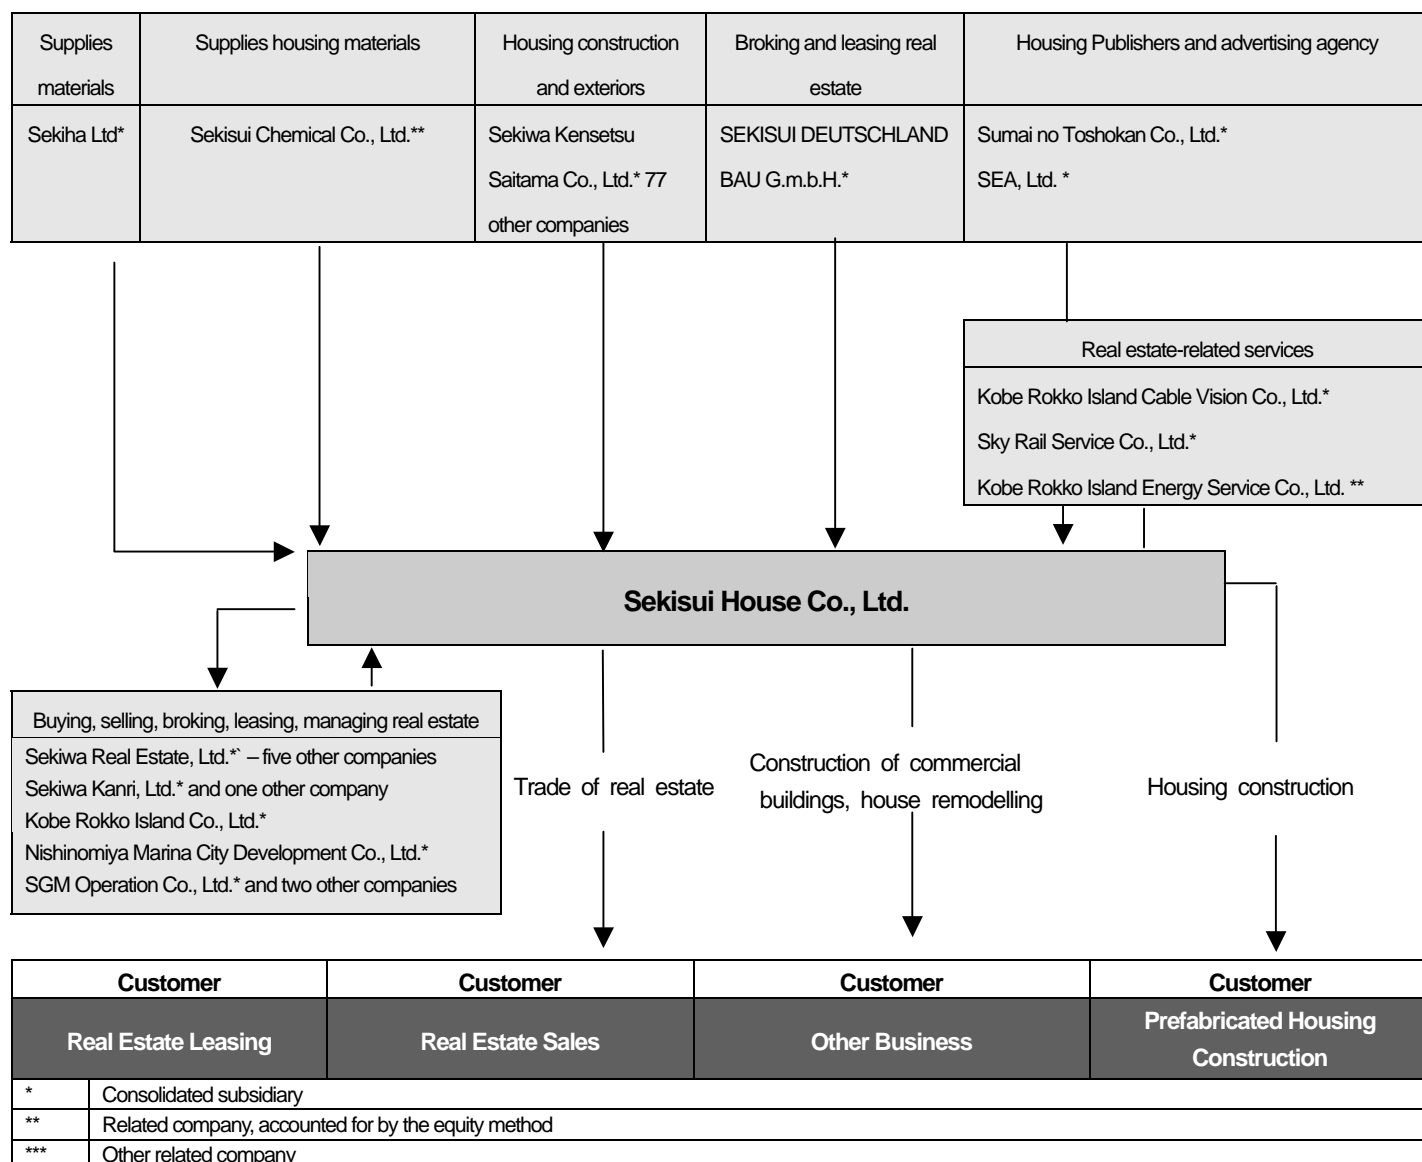 Supplies
materials
Supplies housing materials
Housing construction
and exteriors
Broking and leasing real
estate
Housing Publishers and advertising agency
Sekiha Ltd*
Sekisui Chemical Co., Ltd.**
Sekiwa Kensetsu
Saitama Co., Ltd.* 77
other companies
SEKISUI DEUTSCHLAND
BAU G.m.b.H.*
Sumai no Toshokan Co., Ltd.*
SEA, Ltd. *
Real estate-related services
Kobe Rokko Island Cable Vision Co., Ltd.*
Sky Rail Service Co., Ltd.*
Kobe Rokko Island Energy Service Co., Ltd. **
Sekisui House Co., Ltd.
Buying, selling, broking, leasing, managing real estate
Sekiwa Real Estate, Ltd.*` – five other companies
Sekiwa Kanri, Ltd.* and one other company
Kobe Rokko Island Co., Ltd.*
Nishinomiya Marina City Development Co., Ltd.*
SGM Operation Co., Ltd.* and two other companies
Trade of real estate
Construction of commercial
buildings, house remodelling
Housing construction
Customer
Customer
Customer
Customer
Real Estate Leasing
Real Estate Sales
Other Business
Prefabricated Housing
Construction
* Consolidated subsidiary
** Related company, accounted for by the equity method
*** Other related company